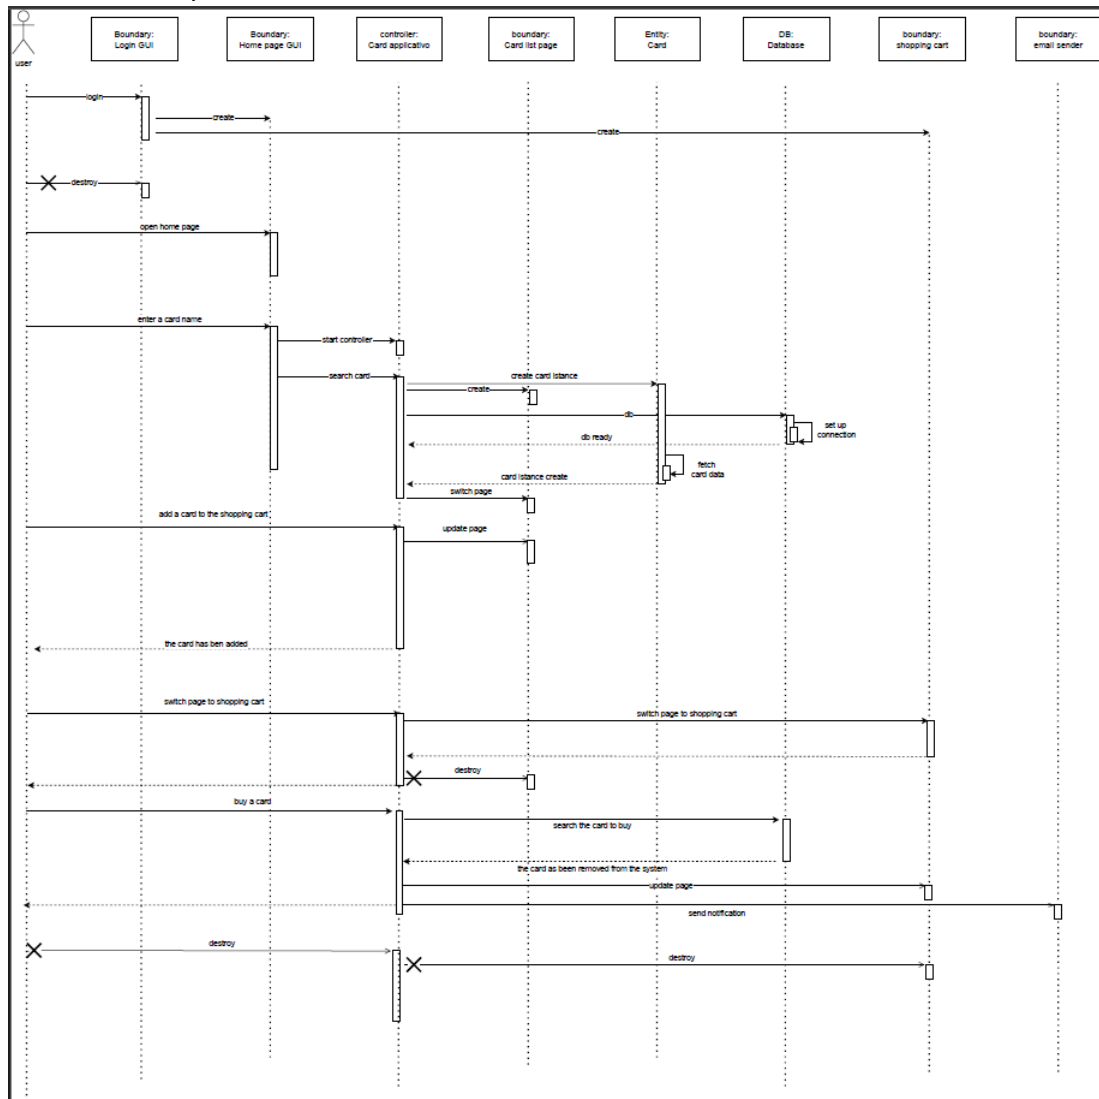 Boundary:
Login GUI
Boundary:
Home page GUI
controller:
Card applicativo
boundary:
Card list page
Entity:
Card
DB:
Database
boundary:
shopping cart
boundary:
email sender
user
login
create
create
destroy
open home page
enter a card name
start controller
search card
create card istance
create
db
set up
connection
db ready
fetch
card data
card istance create
switch page
add a card to the shopping cart
update page
the card has ben added
switch page to shopping cart
switch page to shopping cart
destroy
buy a card
search the card to buy
the card as been removed from the system
update page
send notification
destroy
destroy